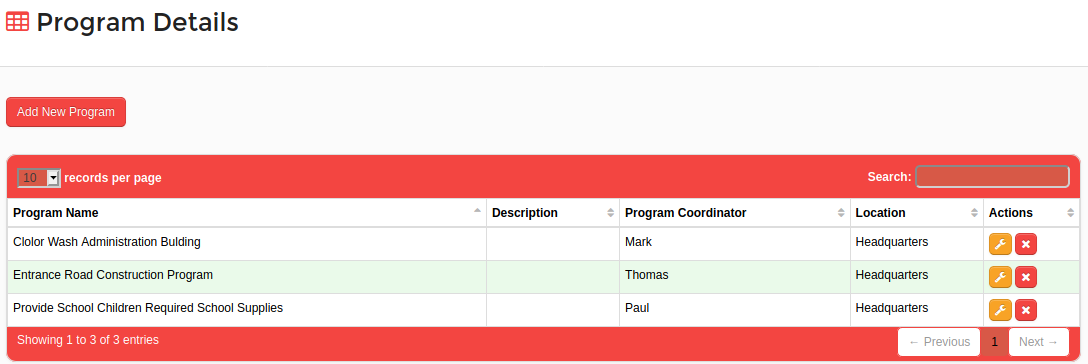 Program Details
Add New Program
10 records per page Search:
Program Name Description Program Coordinator Location Actions
Clolor Wash Administration Bulding Mark Headquarters
Entrance Road Construction Program Thomas Headquarters
Provide School Children Required School Supplies Paul Headquarters
Showing 1 to 3 of 3 entries ← Previous 1 Next →